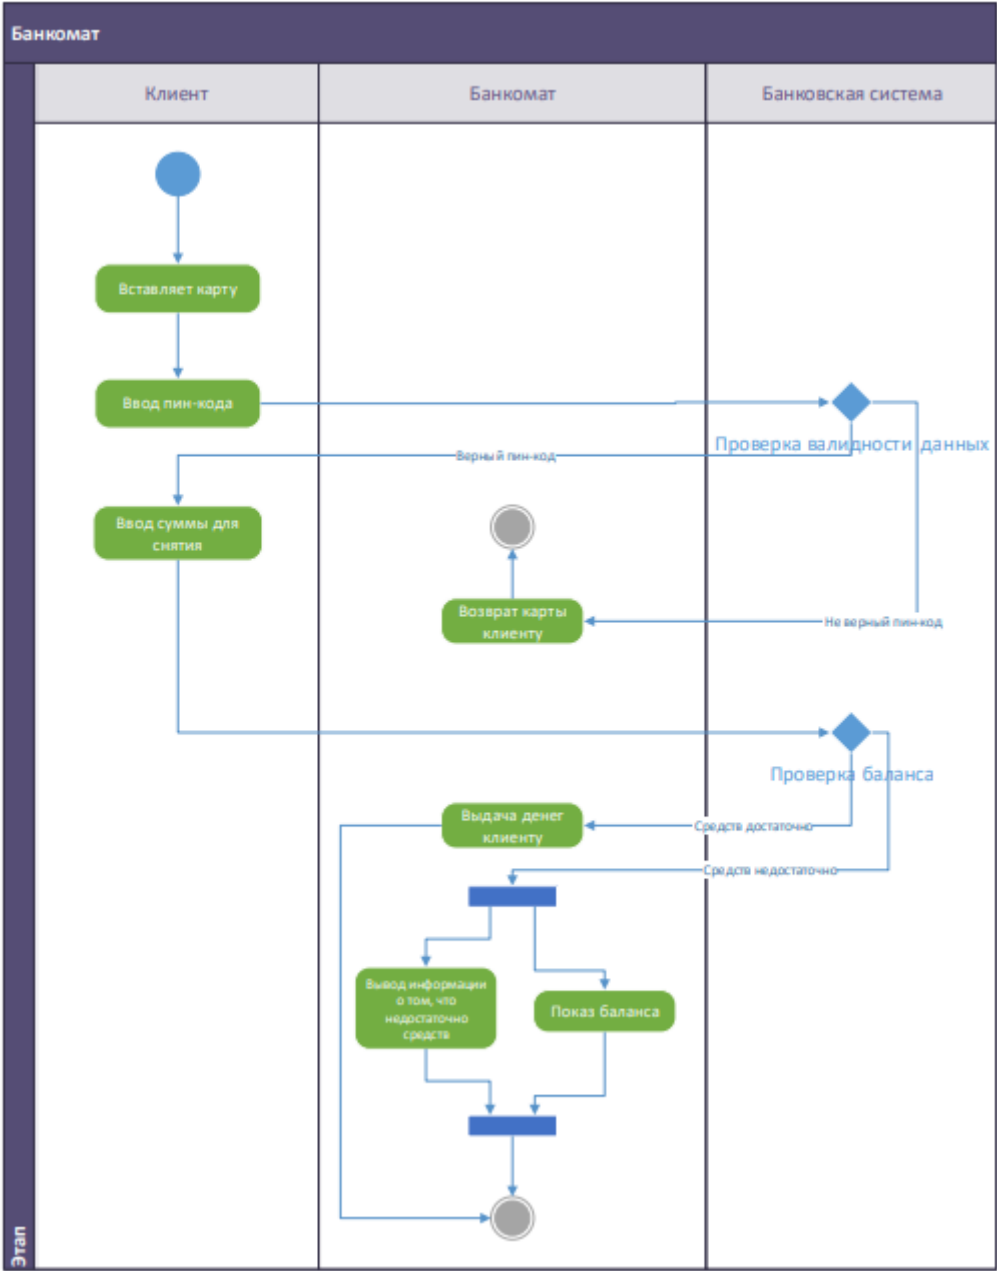 Банкомат
Клиент
Банкомат
Банковская система
Вставляет карту
Ввод пин-кода
Проверка валидности данных
Верный пин-код
Ввод суммы для
снятия
Возврат карты
клиенту
Не верный пин-код
Проверка баланса
Выдача денег
клиенту
Средств достаточно
Средств недостаточно
Вывод информации
о том, что
недостаточно
средств
Показ баланса
Этап